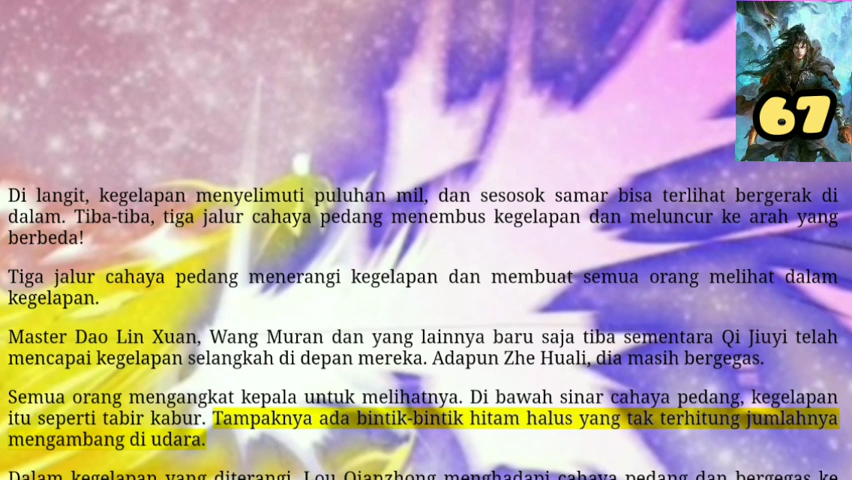 67
Di langit, kegelapan menyelimuti puluhan mil, dan sesosok samar bisa terlihat bergerak di
dalam. Tiba-tiba, tiga jalur cahaya pedang menembus kegelapan dan meluncur ke arah yang
berbeda!
Tiga jalur cahaya pedang menerangi kegelapan dan membuat semua orang melihat dalam
kegelapan.
Master Dao Lin Xuan, Wang Muran dan yang lainnya baru saja tiba sementara Qi Jiuyi telah
mencapai kegelapan selangkah di depan mereka. Adapun Zhe Huali, dia masih bergegas.
Semua orang mengangkat kepala untuk melihatnya. Di bawah sinar cahaya pedang, kegelapan
itu seperti tabir kabur. Tampaknya ada bintik-bintik hitam halus yang tak terhitung jumlahnya
mengambang di udara.
Dalam kegelapan yang diterangi, Lou Qianzhong menghadapi cahaya pedang dan bergegas ke